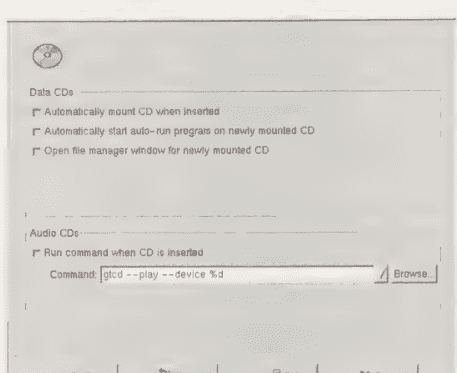 Data CDs
Automatically mount CD when inserted
Automatically start auto-run program on newly mounted CD
Open file manager window for newly mounted CD
Audio CDs
Run command when CD is inserted
Command: gtcd --play --device %d Browse...